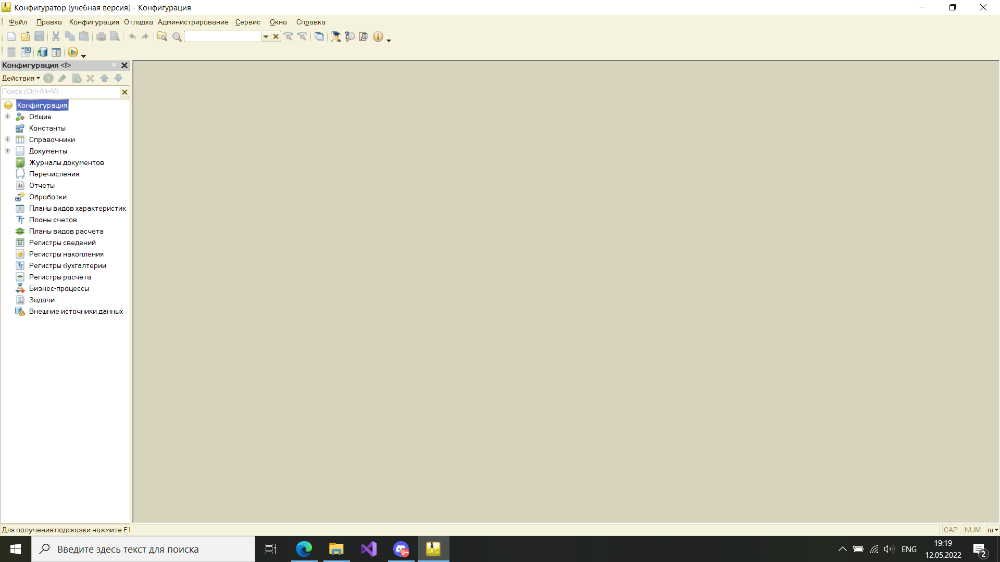 Конфигуратор (учебная версия) - Конфигурация
Файл Правка Конфигурация Отладка Администрирование Сервис Окна Справка
Конфигурация <!>
Действия
Поиск (Ctrl+Alt+M)
Конфигурация
Общие
Константы
Справочники
Документы
Журналы документов
Перечисления
Отчеты
Обработки
Планы видов характеристик
Планы счетов
Планы видов расчета
Регистры сведений
Регистры накопления
Регистры бухгалтерии
Регистры расчета
Бизнес-процессы
Задачи
Внешние источники данных
Для получения подсказки нажмите F1
CAP NUM ru
Введите здесь текст для поиска
9+
ENG
19:19
12.05.2022
2